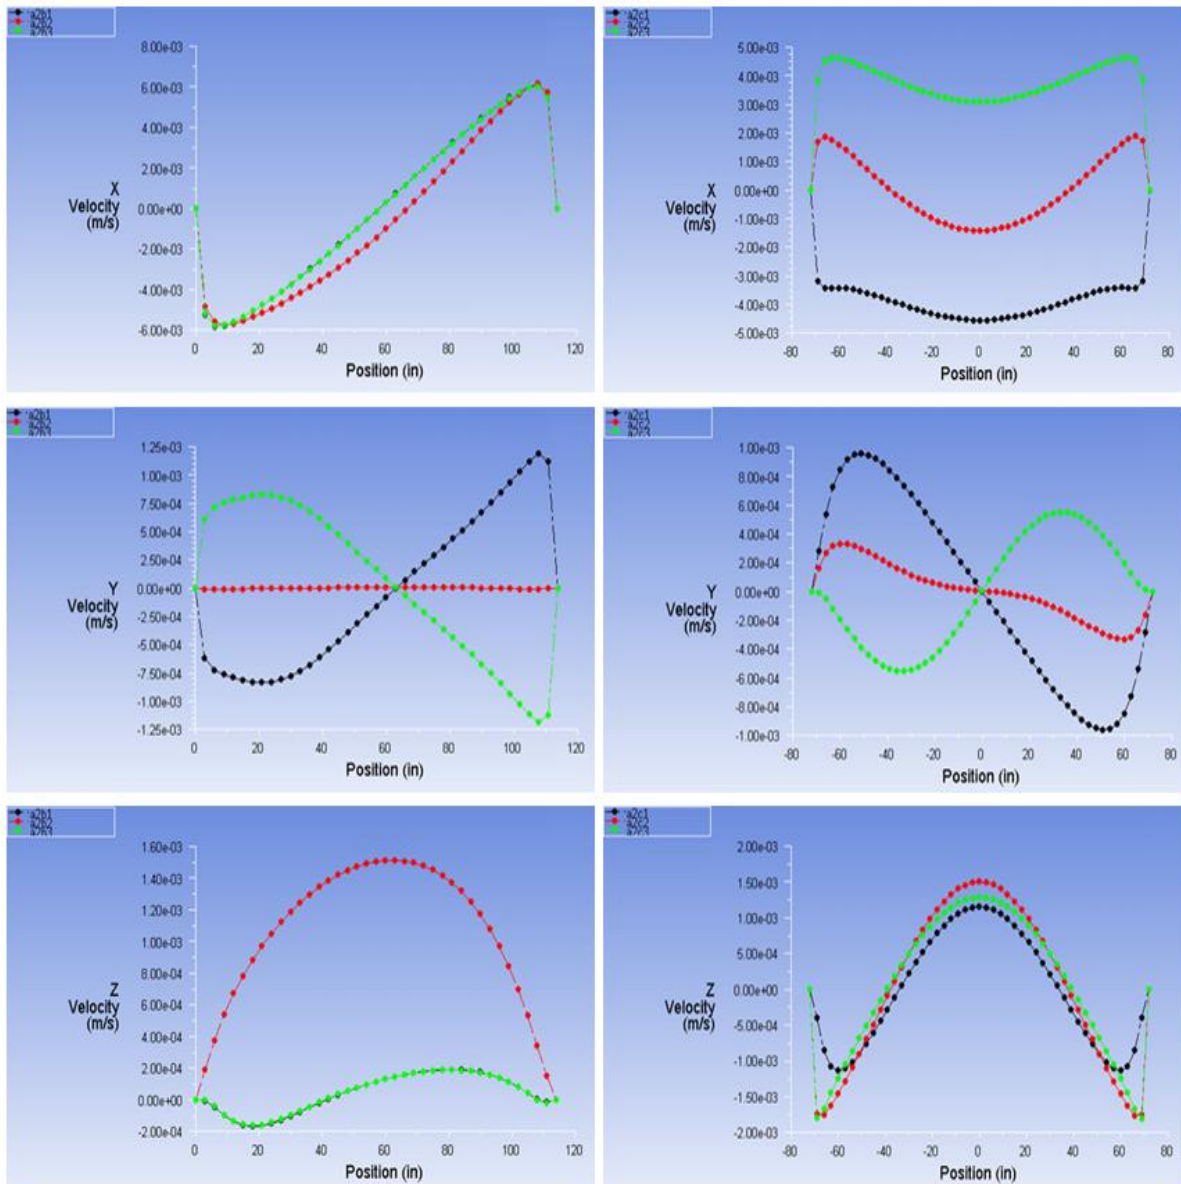 a2b1
a2b2
a2b3
8.00e-03
6.00e-03
4.00e-03
2.00e-03
0.00e+00
-2.00e-03
-4.00e-03
-6.00e-03
X
Velocity
(m/s)
0 20 40 60 80 100 120
Position (in)
a2c1
a2c2
a2c3
5.00e-03
4.00e-03
3.00e-03
2.00e-03
1.00e-03
0.00e+00
-1.00e-03
-2.00e-03
-3.00e-03
-4.00e-03
-5.00e-03
X
Velocity
(m/s)
-80 -60 -40 -20 0 20 40 60 80
Position (in)
a2b1
a2b2
a2b3
1.25e-03
1.00e-03
7.50e-04
5.00e-04
2.50e-04
0.00e+00
-2.50e-04
-5.00e-04
-7.50e-04
-1.00e-03
-1.25e-03
Y
Velocity
(m/s)
0 20 40 60 80 100 120
Position (in)
a2c1
a2c2
a2c3
1.00e-03
8.00e-04
6.00e-04
4.00e-04
2.00e-04
0.00e+00
-2.00e-04
-4.00e-04
-6.00e-04
-8.00e-04
-1.00e-03
Y
Velocity
(m/s)
-80 -60 -40 -20 0 20 40 60 80
Position (in)
a2b1
a2b2
a2b3
1.60e-03
1.40e-03
1.20e-03
1.00e-03
8.00e-04
6.00e-04
4.00e-04
2.00e-04
0.00e+00
-2.00e-04
Z
Velocity
(m/s)
0 20 40 60 80 100 120
Position (in)
a2c1
a2c2
a2c3
2.00e-03
1.50e-03
1.00e-03
5.00e-04
0.00e+00
-5.00e-04
-1.00e-03
-1.50e-03
-2.00e-03
Z
Velocity
(m/s)
-80 -60 -40 -20 0 20 40 60 80
Position (in)